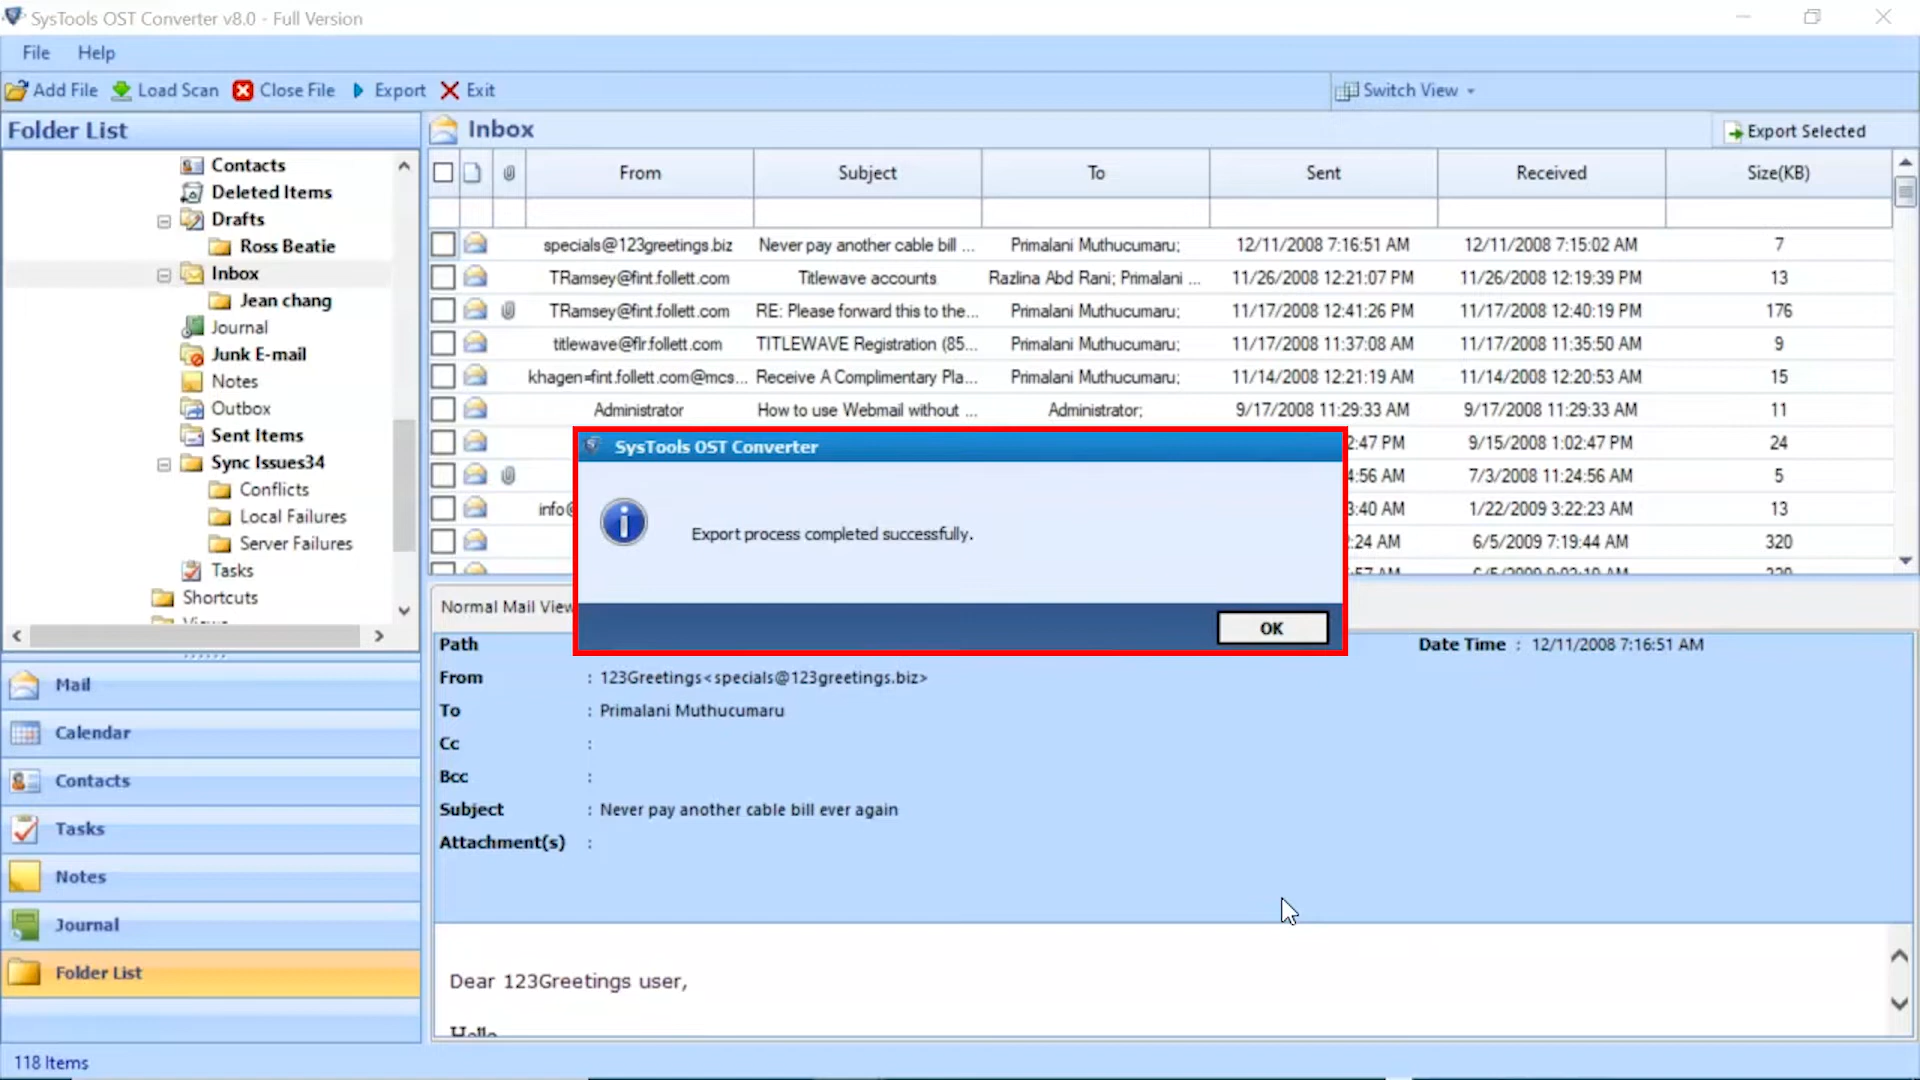 SysTools OST Converter v8.0 - Full Version
File Help
Add File Load Scan Close File Export Exit Switch View
Folder List
Contacts
Deleted Items
Drafts
Ross Beatie
Inbox
Jean chang
Journal
Junk E-mail
Notes
Outbox
Sent Items
Sync Issues34
Conflicts
Local Failures
Server Failures
Tasks
Shortcuts
Mail
Calendar
Contacts
Tasks
Notes
Journal
Folder List
118 Items
Inbox Export Selected
From Subject To Sent Received Size(KB)
specials@123greetings.biz Never pay another cable bill ... Primalani Muthucumaru; 12/11/2008 7:16:51 AM 12/11/2008 7:15:02 AM 7
TRamsey@fint.follett.com Titlewave accounts Razlina Abd Rani; Primalani ... 11/26/2008 12:21:07 PM 11/26/2008 12:19:39 PM 13
TRamsey@fint.follett.com RE: Please forward this to the... Primalani Muthucumaru; 11/17/2008 12:41:26 PM 11/17/2008 12:40:19 PM 176
titlewave@flr.follett.com TITLEWAVE Registration (85... Primalani Muthucumaru; 11/17/2008 11:37:08 AM 11/17/2008 11:35:50 AM 9
khagen=fint.follett.com@mcs... Receive A Complimentary Pla... Primalani Muthucumaru; 11/14/2008 12:21:19 AM 11/14/2008 12:20:53 AM 15
Administrator How to use Webmail without ... Administrator; 9/17/2008 11:29:33 AM 9/17/2008 11:29:33 AM 11
2:47 PM 9/15/2008 1:02:47 PM 24
4:56 AM 7/3/2008 11:24:56 AM 5
info@ 3:40 AM 1/22/2009 3:22:23 AM 13
:24 AM 6/5/2009 7:19:44 AM 320
SysTools OST Converter
Export process completed successfully.
OK
Normal Mail View
Path Date Time : 12/11/2008 7:16:51 AM
From : 123Greetings<specials@123greetings.biz>
To : Primalani Muthucumaru
Cc :
Bcc :
Subject : Never pay another cable bill ever again
Attachment(s) :
Dear 123Greetings user,
Hello